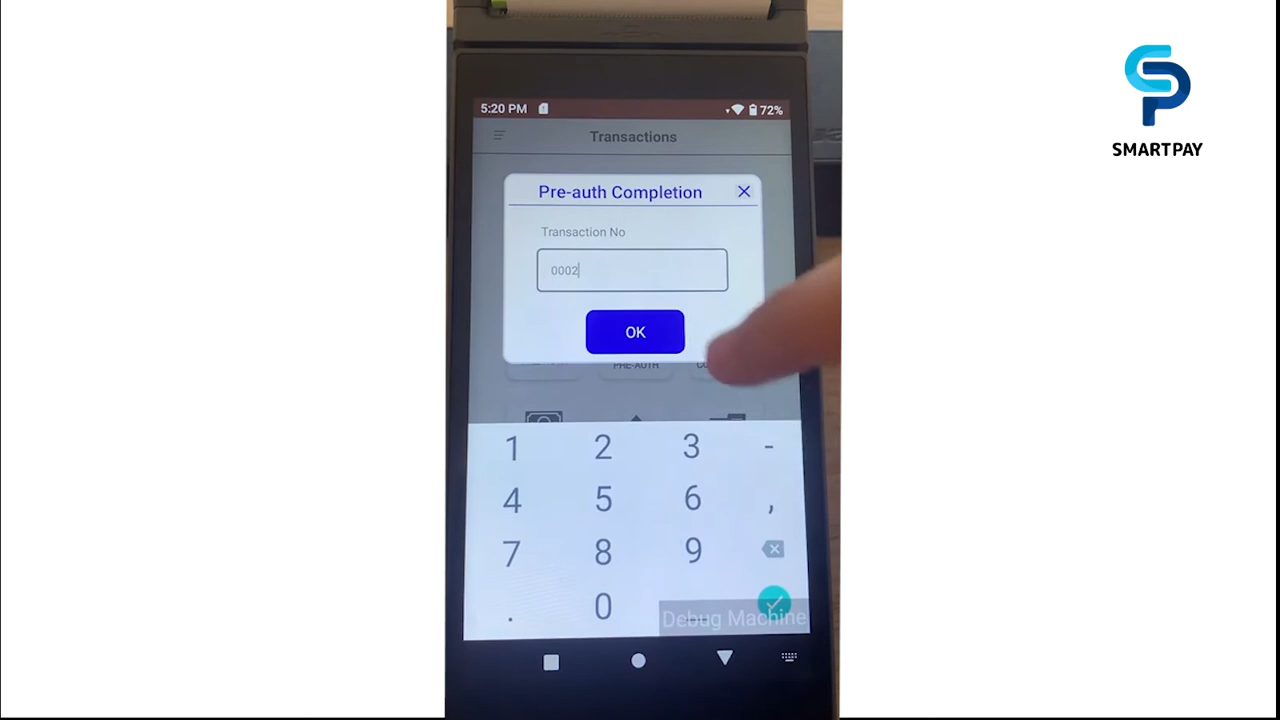 5:20 PM
72%
Transactions
Pre-auth Completion
Transaction No
0002
OK
PRE-AUTH
1 2 3 -
4 5 6 ,
7 8 9
. 0
Debug Machine
SMARTPAY